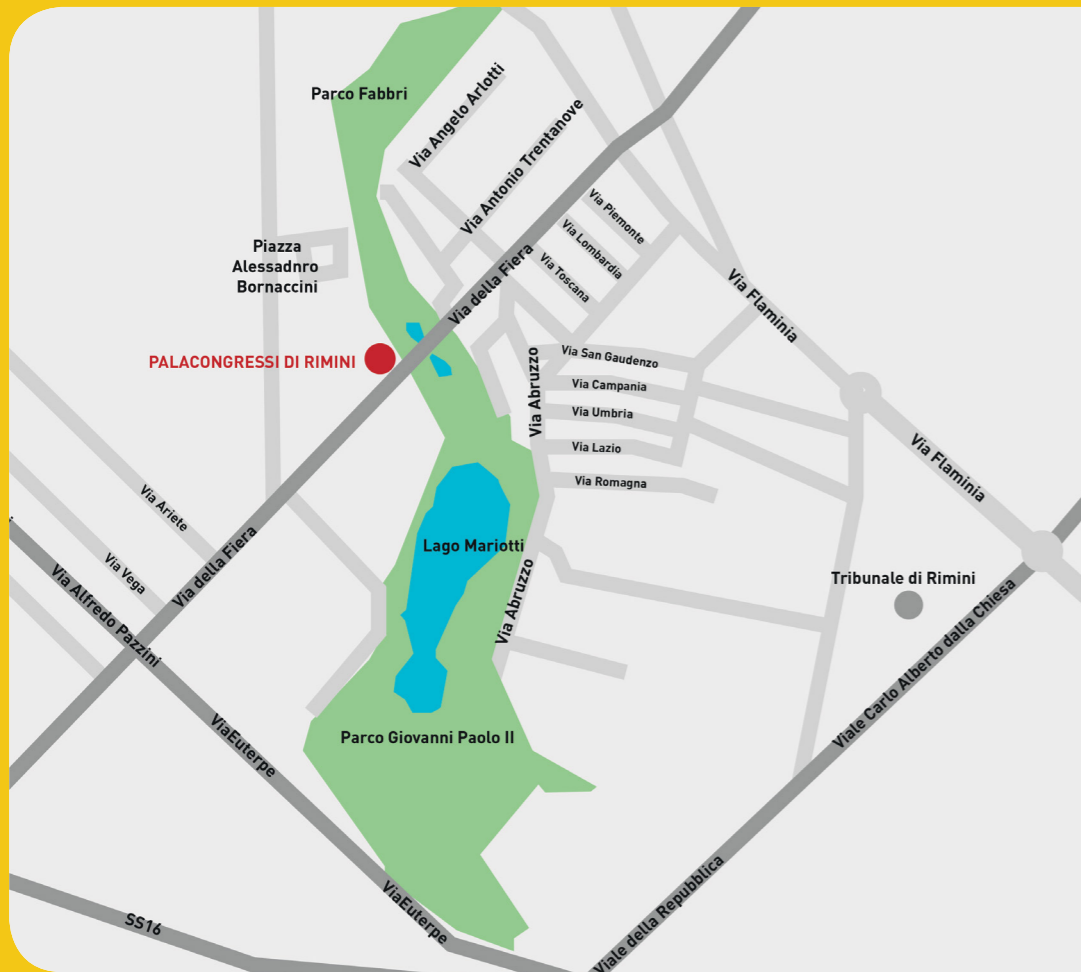 Parco Fabbri
Via Angelo Arlotti
Via Antonio Trentanove
Via Piemonte
Via Lombardia
Via Toscana
Piazza
Alessadnro
Bornaccini
Via della Fiera
Via Flaminia
PALACONGRESSI DI RIMINI
Via San Gaudenzo
Via Abruzzo
Via Campania
Via Umbria
Via Lazio
Via Romagna
Via Flaminia
Via Ariete
Via Vega
Via della Fiera
Lago Mariotti
Via Abruzzo
Tribunale di Rimini
Via Alfredo Pazzini
Viale Carlo Alberto dalla Chiesa
ViaEuterpe
Parco Giovanni Paolo II
ViaEuterpe
Viale della Repubblica
SS16